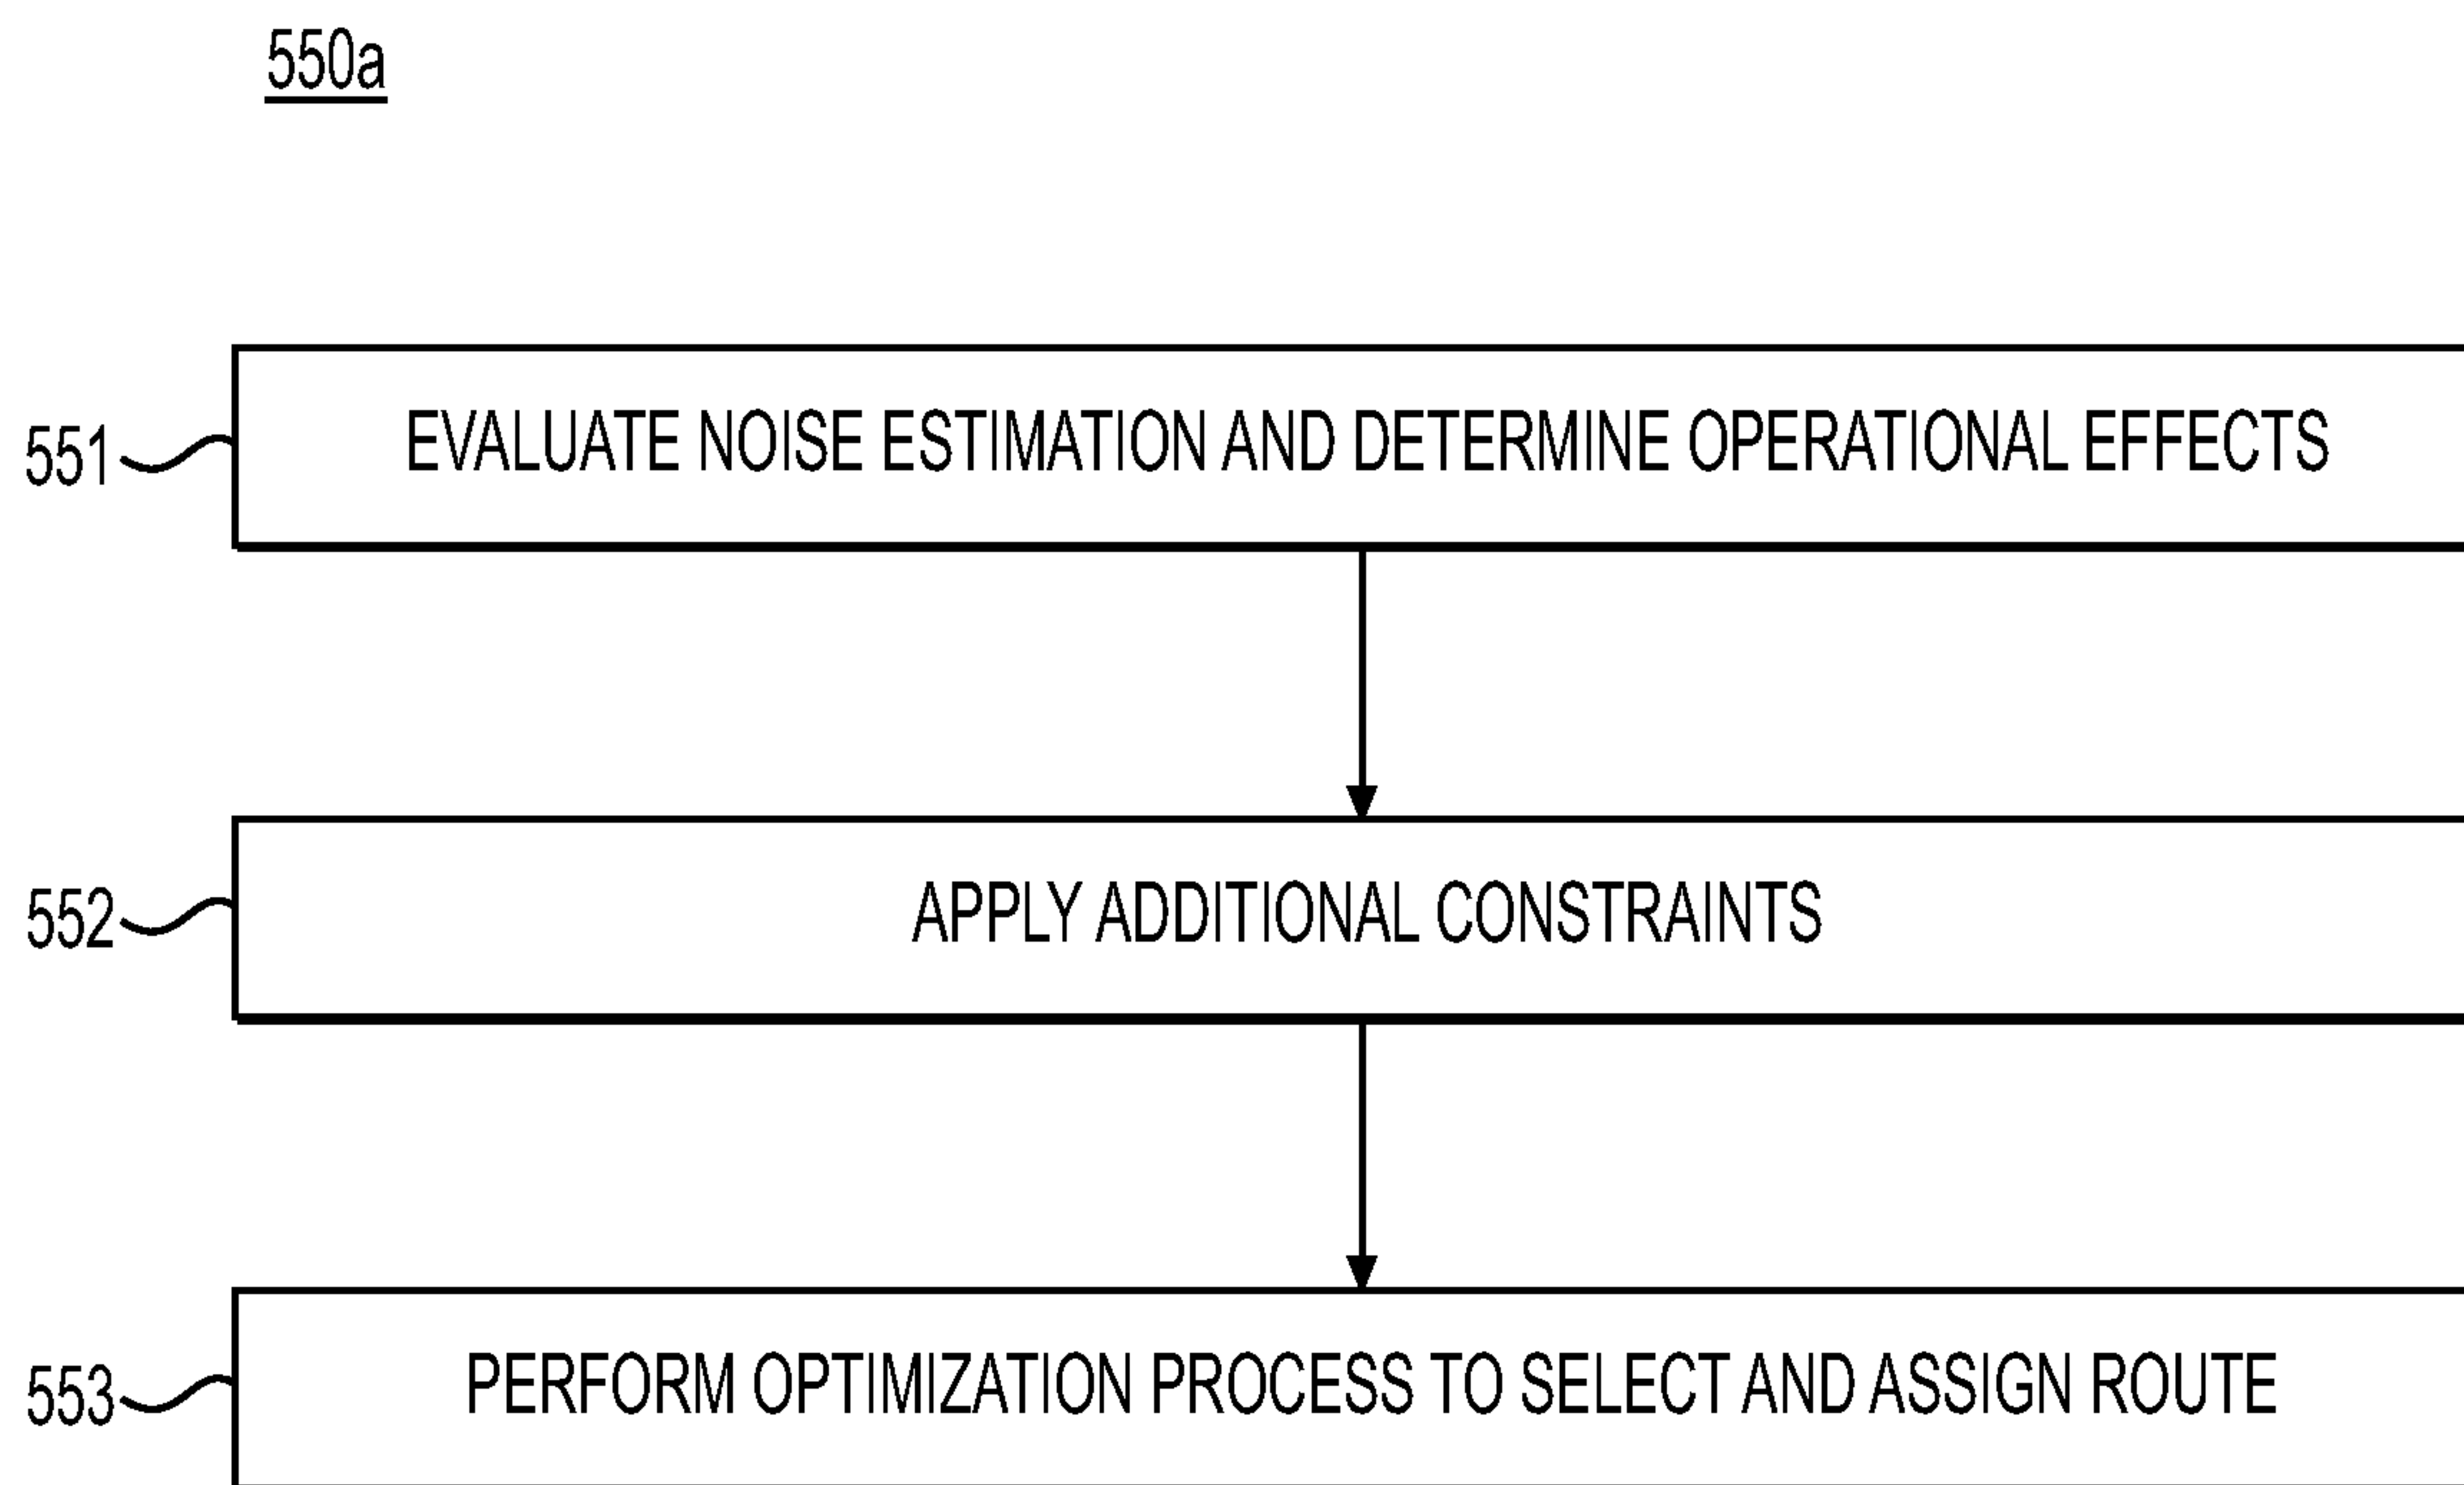 550a
551
EVALUATE NOISE ESTIMATION AND DETERMINE OPERATIONAL EFFECTS
552
APPLY ADDITIONAL CONSTRAINTS
553
PERFORM OPTIMIZATION PROCESS TO SELECT AND ASSIGN ROUTE